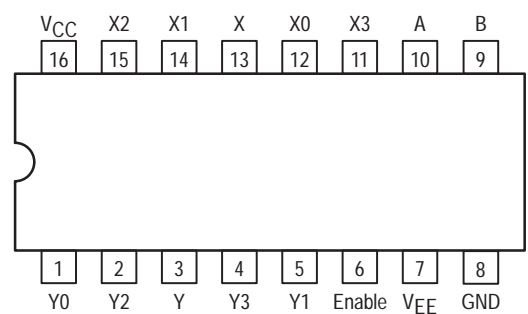 VCC X2 X1 X X0 X3 A B
16 15 14 13 12 11 10 9
1 2 3 4 5 6 7 8
Y0 Y2 Y Y3 Y1 Enable VEE GND